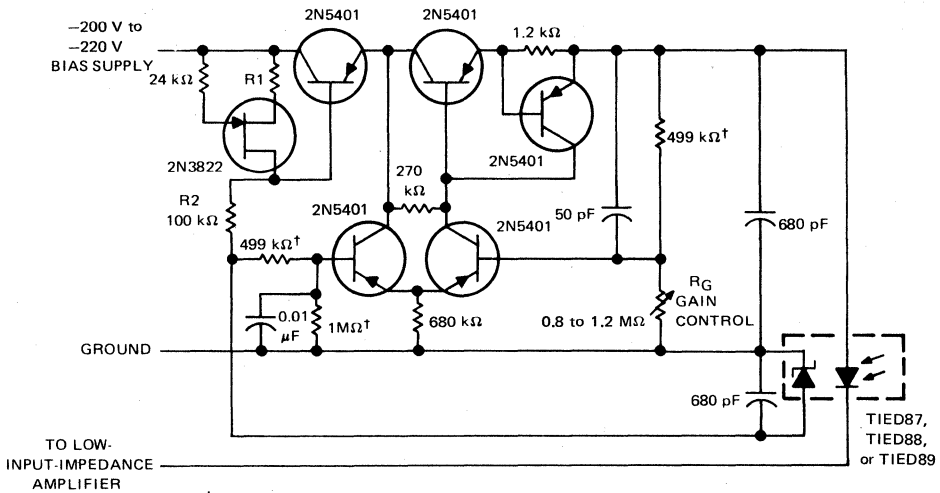 2N5401
2N5401
−200 V to
−220 V
BIAS SUPPLY
1.2 kΩ
24 kΩ
R1
499 kΩ†
2N5401
2N3822
270
kΩ
R2
100 kΩ
2N5401
50 pF
2N5401
680 pF
499 kΩ†
RG
GAIN
CONTROL
0.01
μF
1MΩ†
680 kΩ
0.8 to 1.2 MΩ
GROUND
680 pF
TIED87,
TIED88,
or TIED89
TO LOW-
INPUT-IMPEDANCE
AMPLIFIER